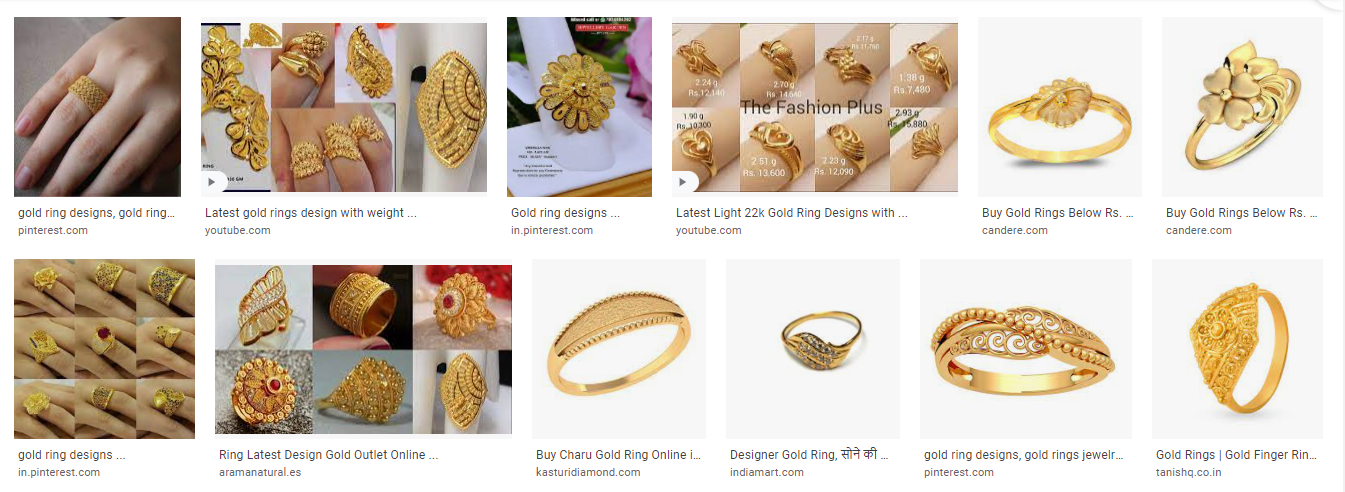 2.24 g
Rs.12,140
2.70 g
Rs. 14,640
2.17 g
Rs.11,760
1.38 g
Rs.7,480
The Fashion Plus
1.90 g
Rs.10,300
2.51 g
Rs. 13,600
2.23 g
Rs. 12,090
2.93 g
Rs.15,880
gold ring designs, gold ring...
pinterest.com
Latest gold rings design with weight ...
youtube.com
Gold ring designs ...
in.pinterest.com
Latest Light 22k Gold Ring Designs with ...
youtube.com
Buy Gold Rings Below Rs. ...
candere.com
Buy Gold Rings Below Rs. ...
candere.com
gold ring designs ...
in.pinterest.com
Ring Latest Design Gold Outlet Online ...
aramanatural.es
Buy Charu Gold Ring Online i...
kasturidiamond.com
Designer Gold Ring, सोने की ...
indiamart.com
gold ring designs, gold rings jewelr...
pinterest.com
Gold Rings | Gold Finger Rin...
tanishq.co.in